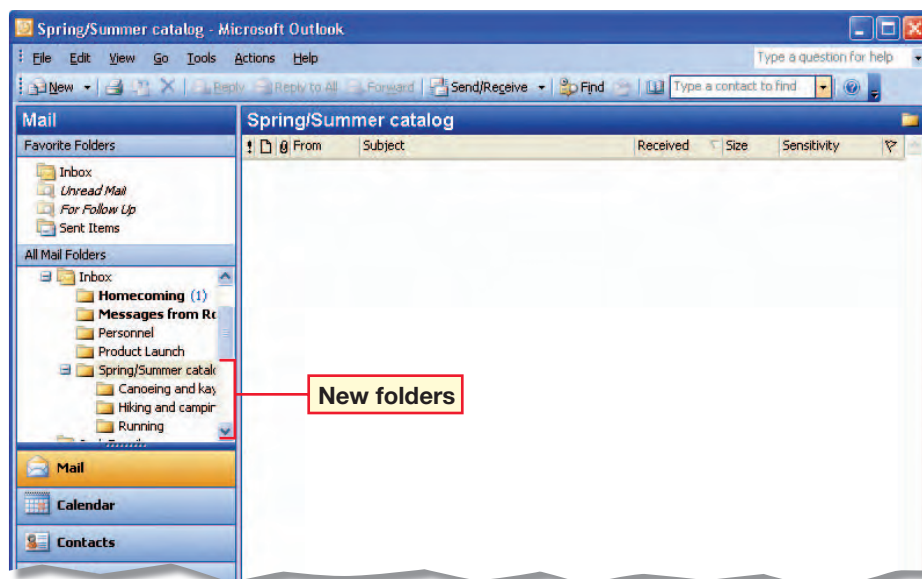 Spring/Summer catalog - Microsoft Outlook
File Edit View Go Tools Actions Help Type a question for help
New Reply Reply to All Forward Send/Receive Find Type a contact to find
Mail Spring/Summer catalog
Favorite Folders From Subject Received Size Sensitivity
Inbox
Unread Mail
For Follow Up
Sent Items
All Mail Folders
Inbox
Homecoming (1)
Messages from
Personnel
Product Launch
Spring/Summer catalo
Canoeing and kay
Hiking and campin
Running
New folders
Mail
Calendar
Contacts